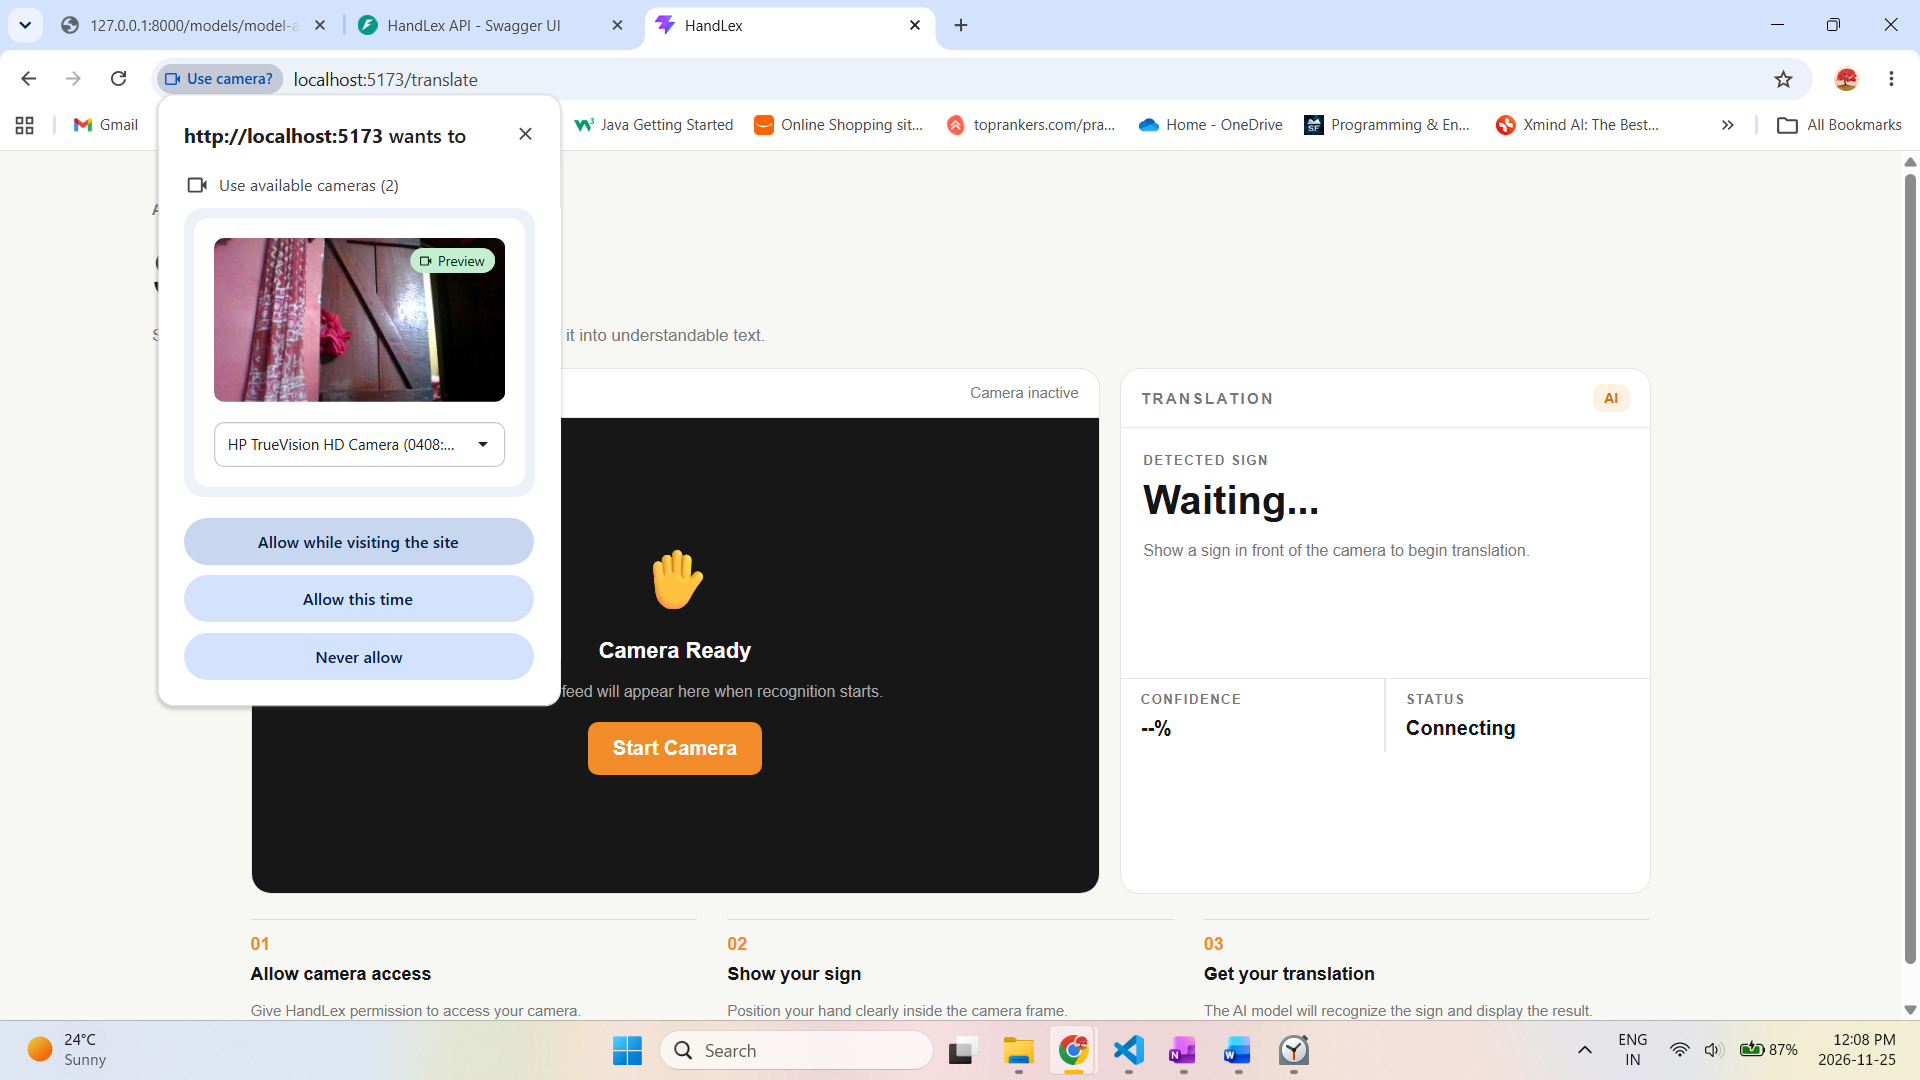 127.0.0.1:8000/models/model-a
HandLex API - Swagger UI
HandLex
Use camera?
localhost:5173/translate
Gmail
Java Getting Started
Online Shopping sit...
toprankers.com/pra...
Home - OneDrive
Programming & En...
Xmind AI: The Best...
All Bookmarks
http://localhost:5173 wants to
Use available cameras (2)
Preview
HP TrueVision HD Camera (0408:...
Allow while visiting the site
Allow this time
Never allow
it into understandable text.
Camera inactive
Camera Ready
feed will appear here when recognition starts.
Start Camera
TRANSLATION
AI
DETECTED SIGN
Waiting...
Show a sign in front of the camera to begin translation.
CONFIDENCE
--%
STATUS
Connecting
01
Allow camera access
Give HandLex permission to access your camera.
02
Show your sign
Position your hand clearly inside the camera frame.
03
Get your translation
The AI model will recognize the sign and display the result.
24°C
Sunny
Search
ENG
IN
87%
12:08 PM
2026-11-25